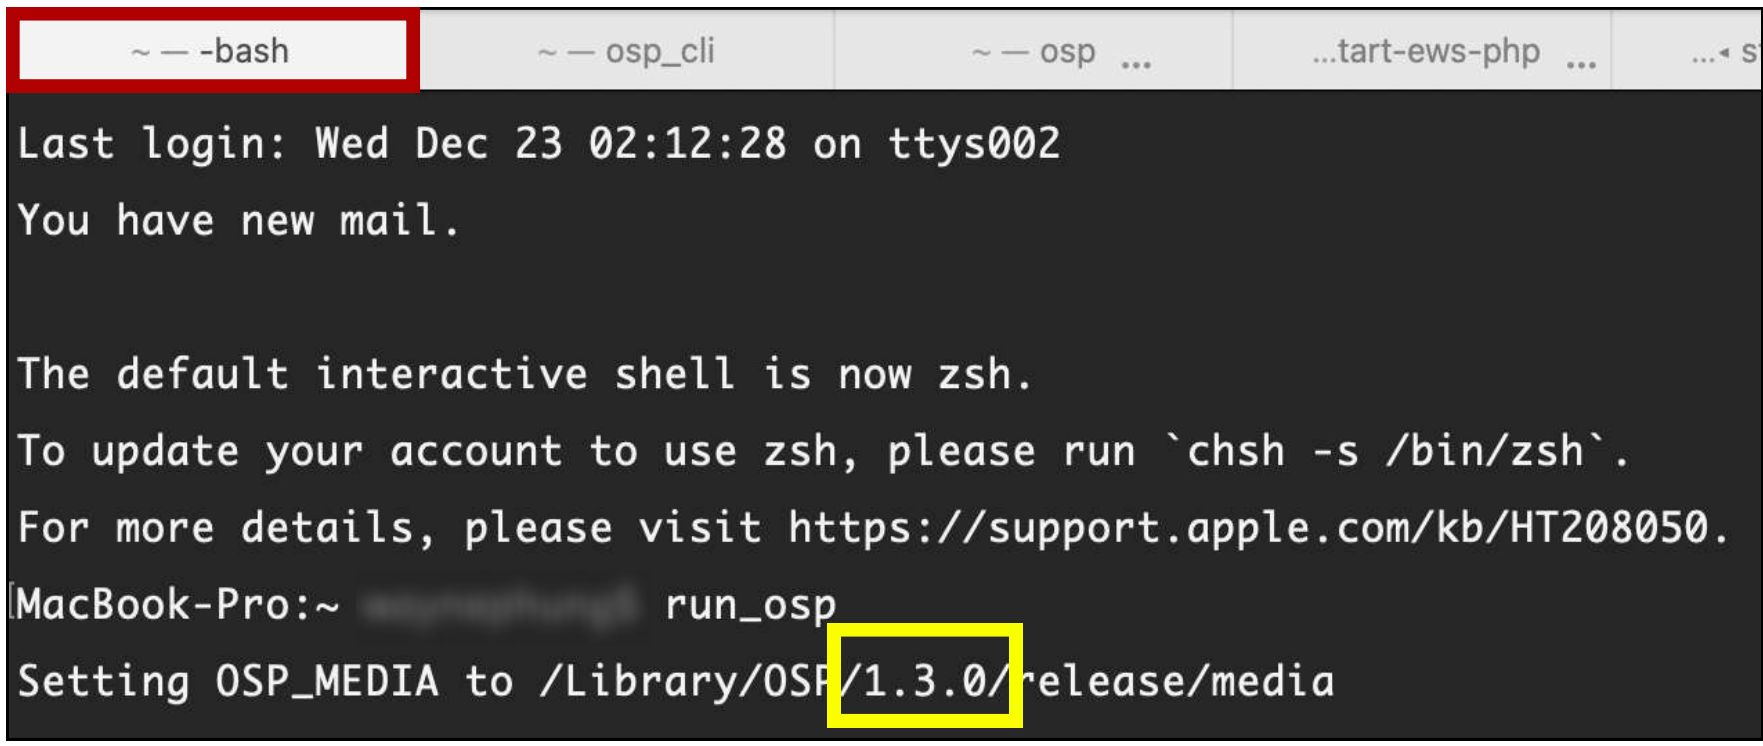 ~ — -bash ~ — osp_cli ~ — osp ... ...tart-ews-php ... ...◂ s
Last login: Wed Dec 23 02:12:28 on ttys002
You have new mail.
The default interactive shell is now zsh.
To update your account to use zsh, please run `chsh -s /bin/zsh`.
For more details, please visit https://support.apple.com/kb/HT208050.
[MacBook-Pro:~ run_osp
Setting OSP_MEDIA to /Library/OSP/1.3.0/release/media